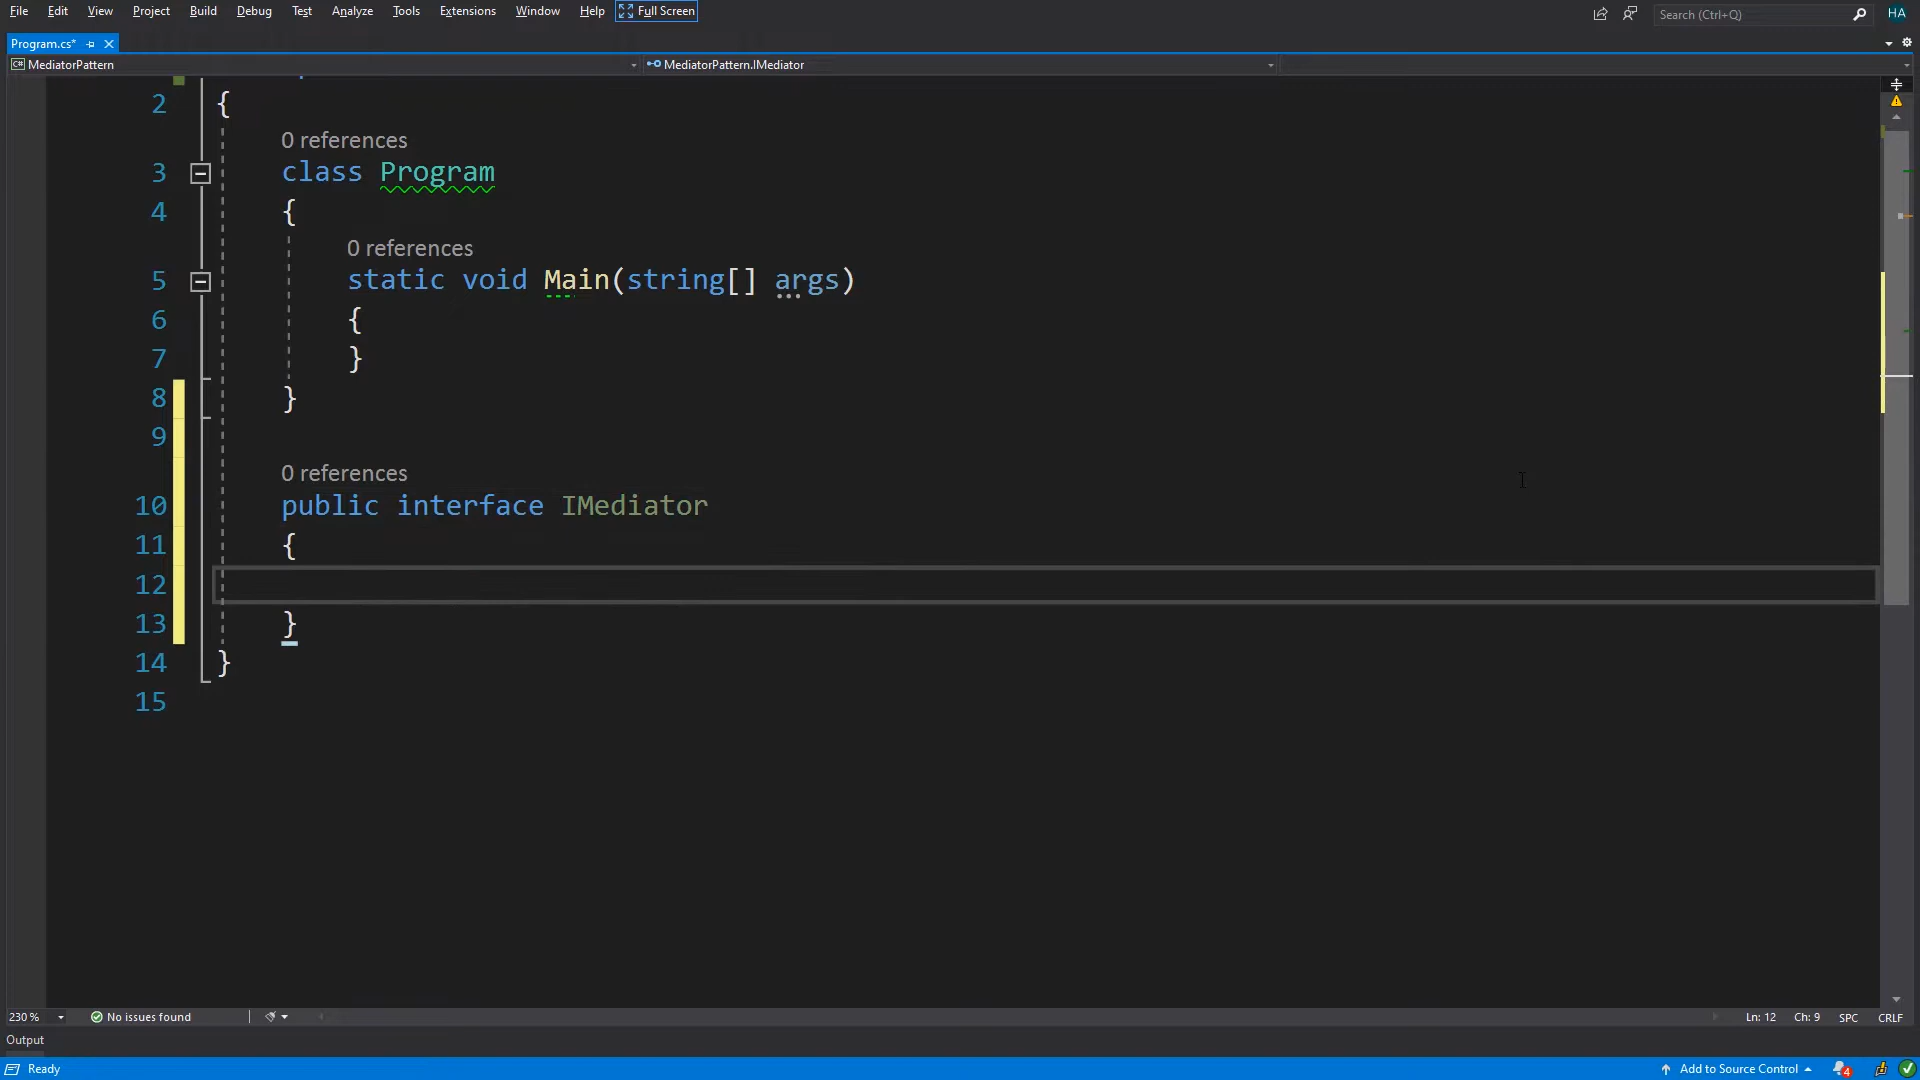 File Edit View Project Build Debug Test Analyze Tools Extensions Window Help Full Screen Search (Ctrl+Q) HA
Program.cs*
C# MediatorPattern MediatorPattern.IMediator
2 {
0 references
3 class Program
4 {
0 references
5 static void Main(string[] args)
6 {
7 }
8 }
9
0 references
10 public interface IMediator
11 {
12
13 }
14 }
15
230 % No issues found Ln: 12 Ch: 9 SPC CRLF
Output
Ready Add to Source Control 4